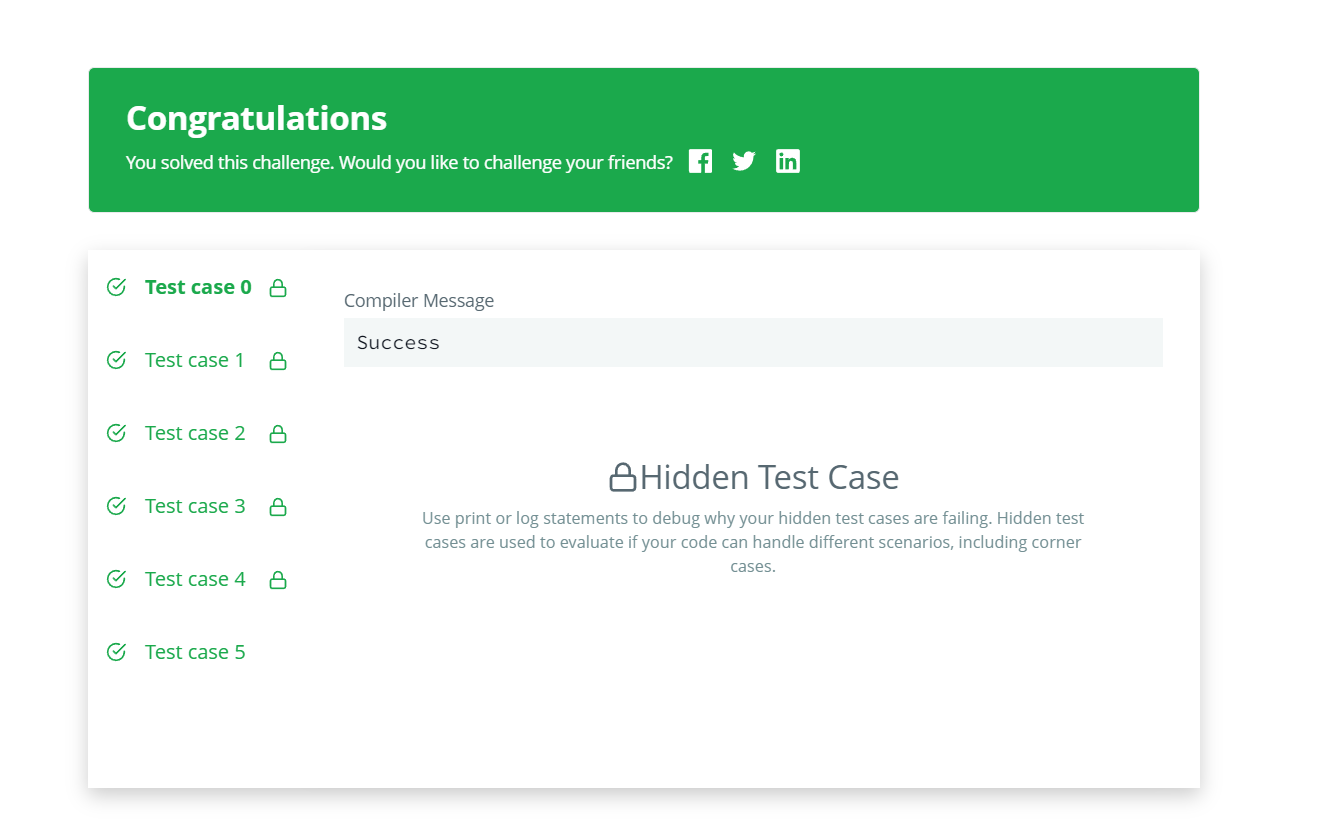 Congratulations
You solved this challenge. Would you like to challenge your friends?
Test case 0
Test case 1
Test case 2
Test case 3
Test case 4
Test case 5
Compiler Message
Success
Hidden Test Case
Use print or log statements to debug why your hidden test cases are failing. Hidden test
cases are used to evaluate if your code can handle different scenarios, including corner
cases.